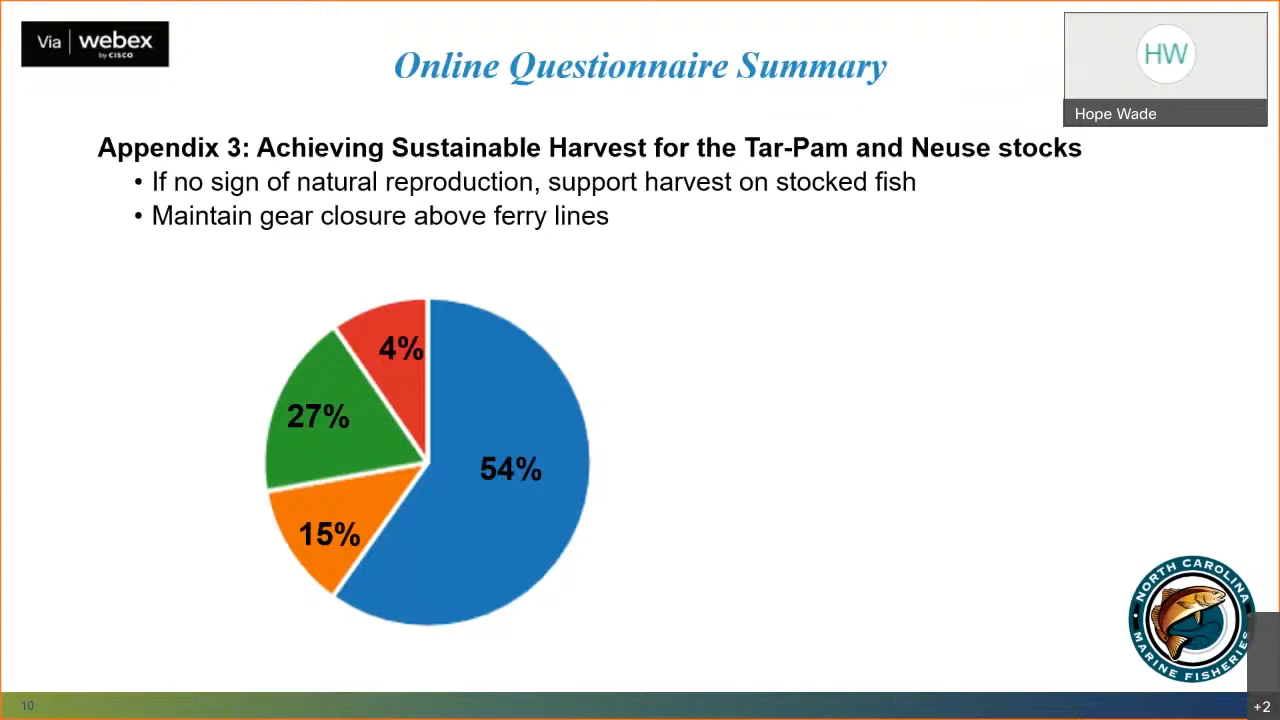 Via webex
by CISCO
Online Questionnaire Summary
HW
Hope Wade
Appendix 3: Achieving Sustainable Harvest for the Tar-Pam and Neuse stocks
• If no sign of natural reproduction, support harvest on stocked fish
• Maintain gear closure above ferry lines
4%
27%
54%
15%
NORTH CAROLINA
MARINE FISHERIES
10
+2